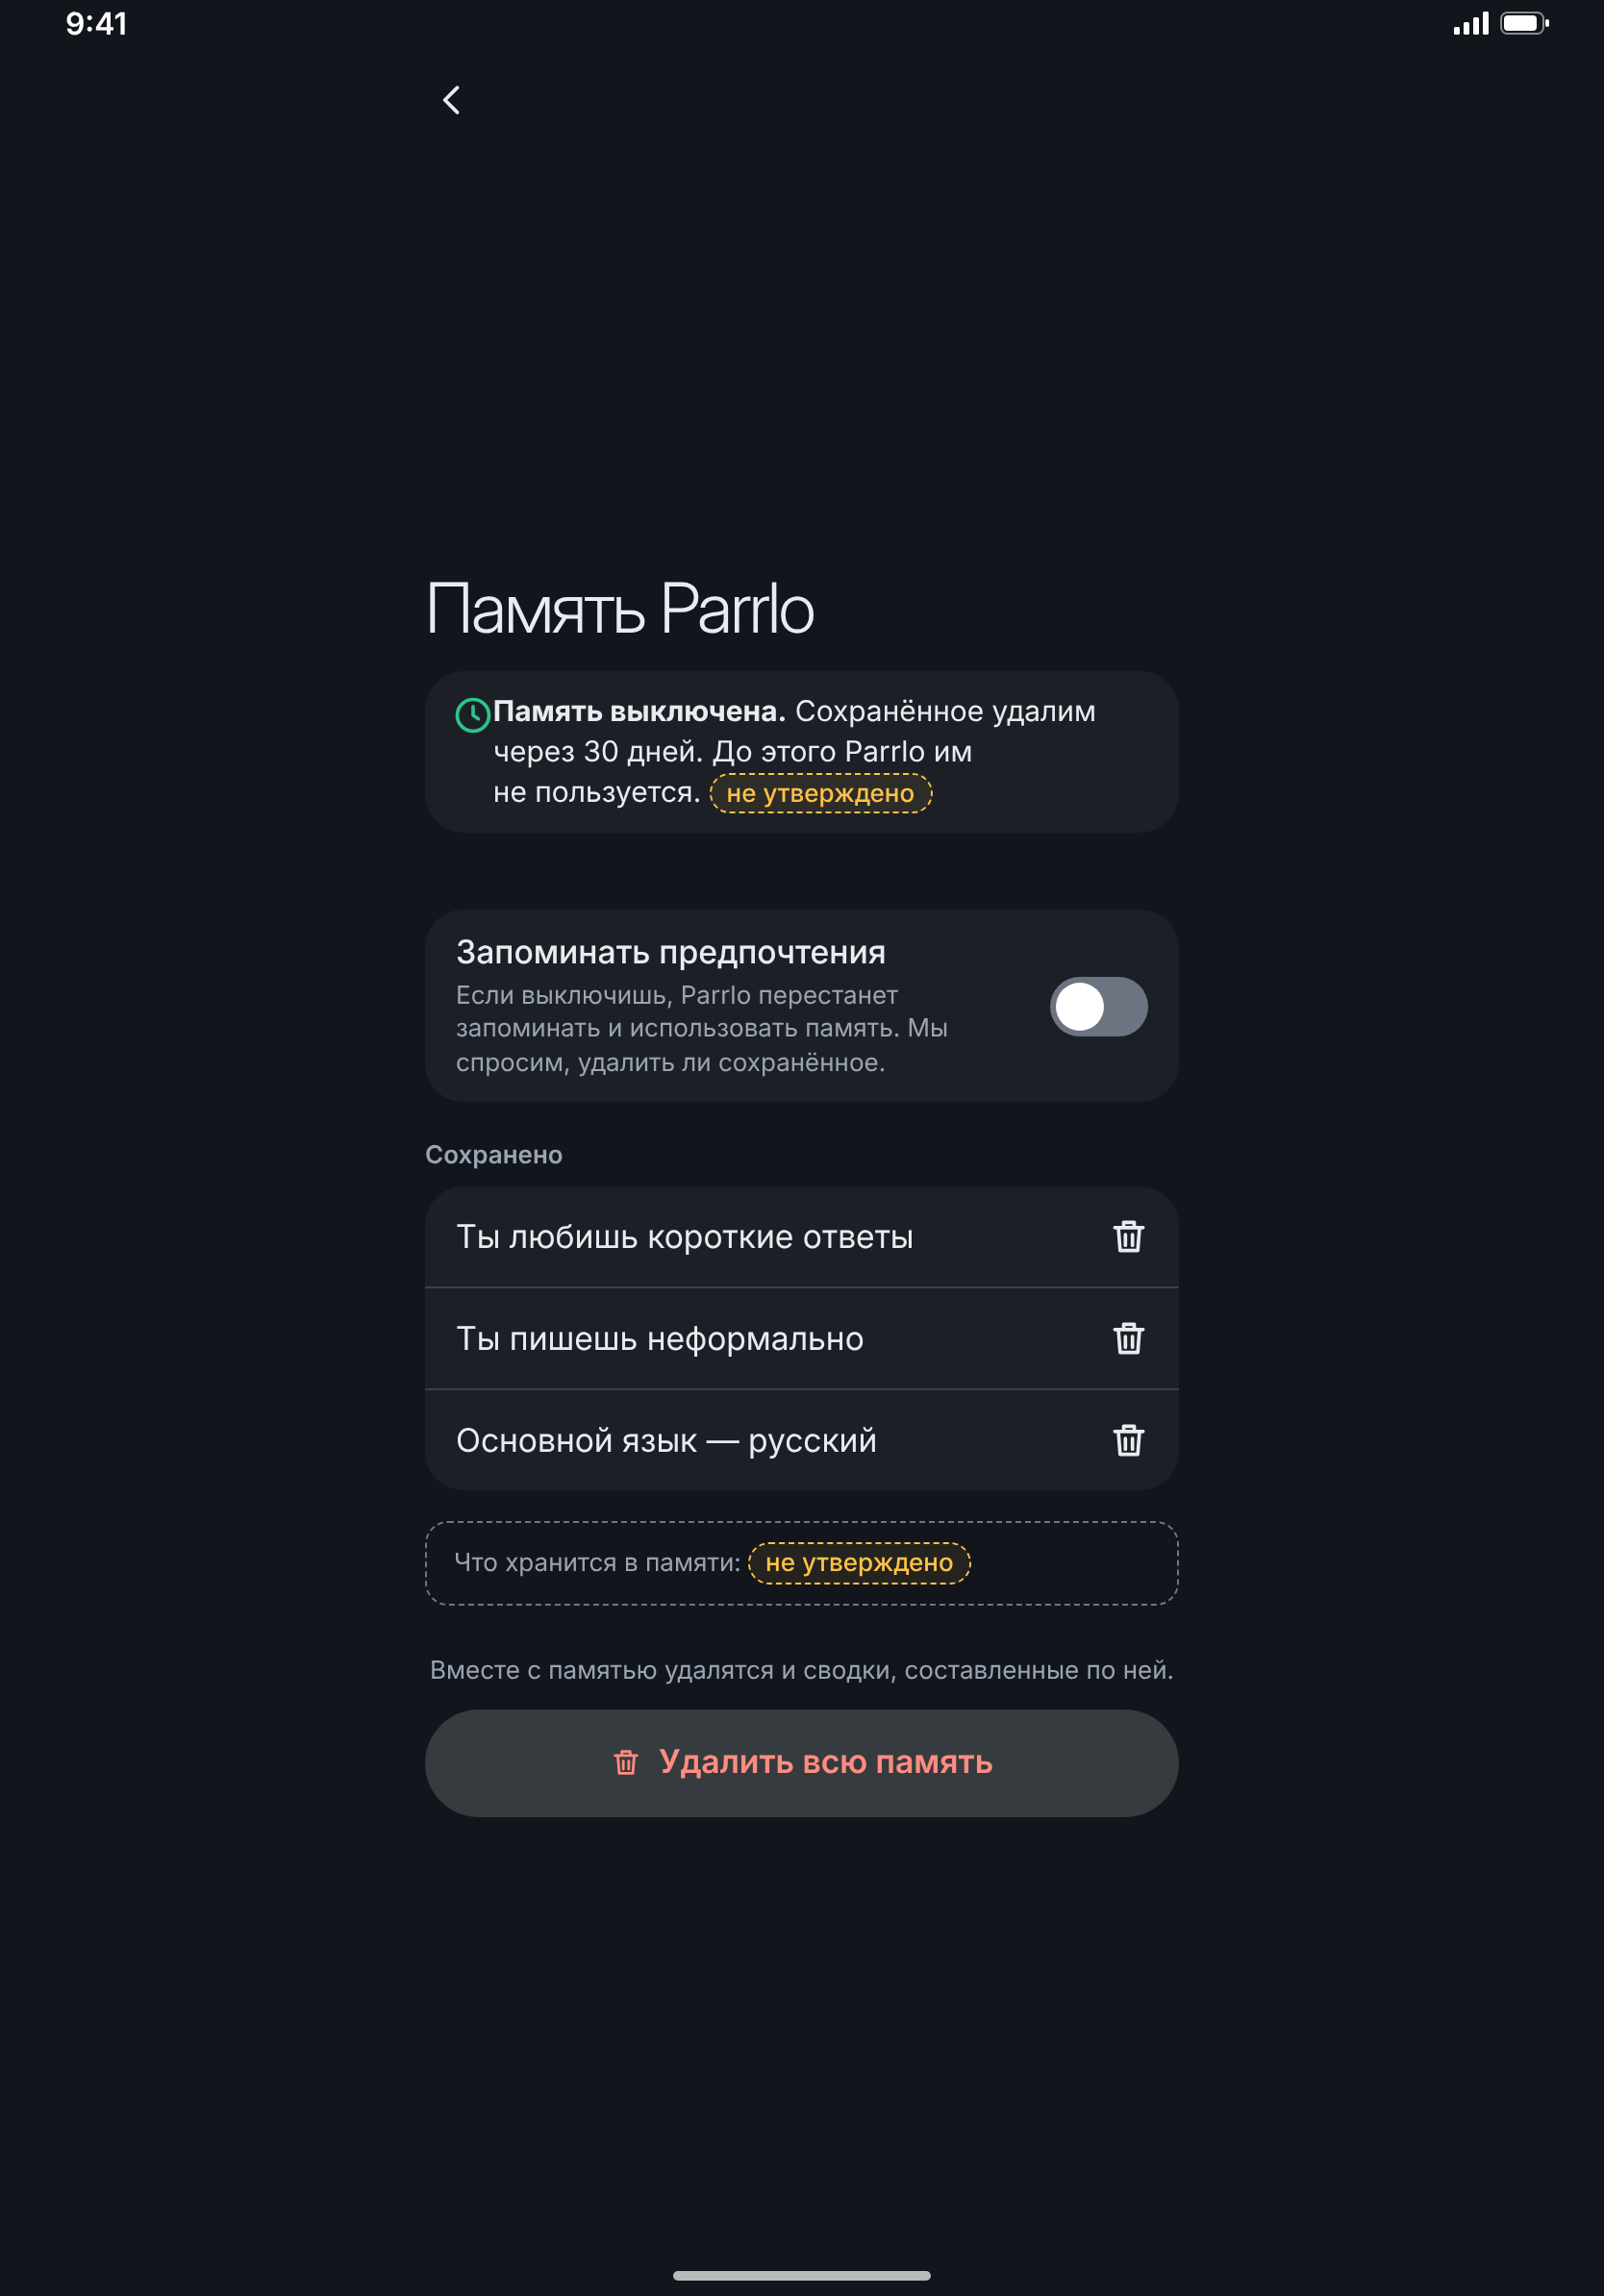 9:41
Память Parrlo
Память выключена. Сохранённое удалим
через 30 дней. До этого Parrlo им
не пользуется. не утверждено
Запоминать предпочтения
Если выключишь, Parrlo перестанет
запоминать и использовать память. Мы
спросим, удалить ли сохранённое.
Сохранено
Ты любишь короткие ответы
Ты пишешь неформально
Основной язык — русский
Что хранится в памяти: не утверждено
Вместе с памятью удалятся и сводки, составленные по ней.
Удалить всю память